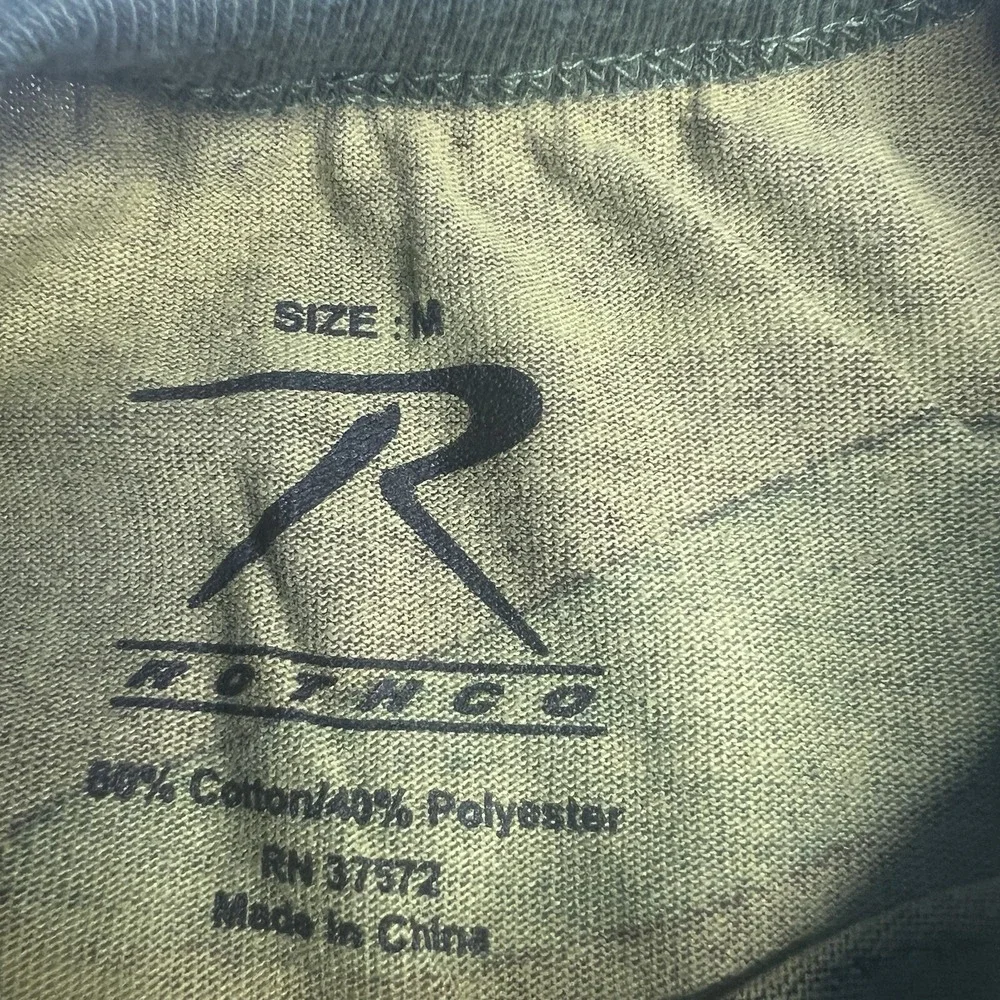 SIZE : M
R
ROTHCO
60% Cotton/40% Polyester
RN 37572
Made in China